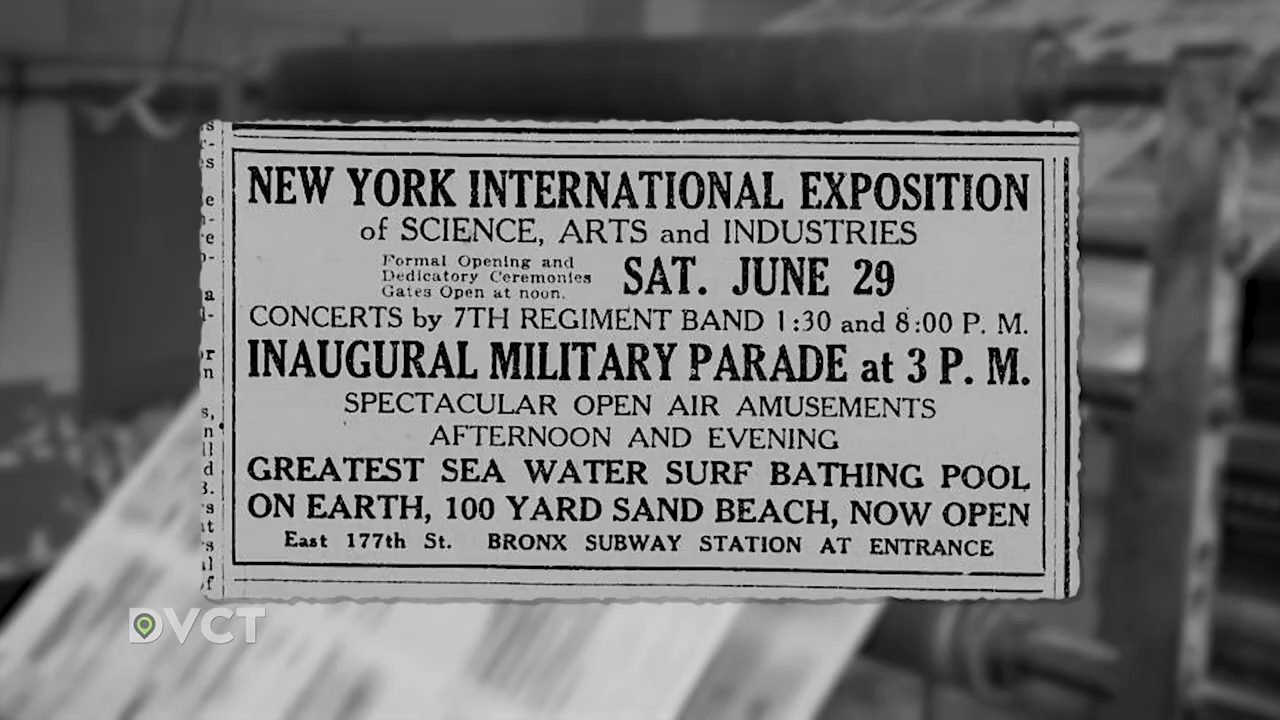 NEW YORK INTERNATIONAL EXPOSITION
of SCIENCE, ARTS and INDUSTRIES
Formal Opening and
Dedicatory Ceremonies
Gates Open at noon.
SAT. JUNE 29
CONCERTS by 7TH REGIMENT BAND 1:30 and 8:00 P. M.
INAUGURAL MILITARY PARADE at 3 P. M.
SPECTACULAR OPEN AIR AMUSEMENTS
AFTERNOON AND EVENING
GREATEST SEA WATER SURF BATHING POOL
ON EARTH, 100 YARD SAND BEACH, NOW OPEN
East 177th St. BRONX SUBWAY STATION AT ENTRANCE
DVCT